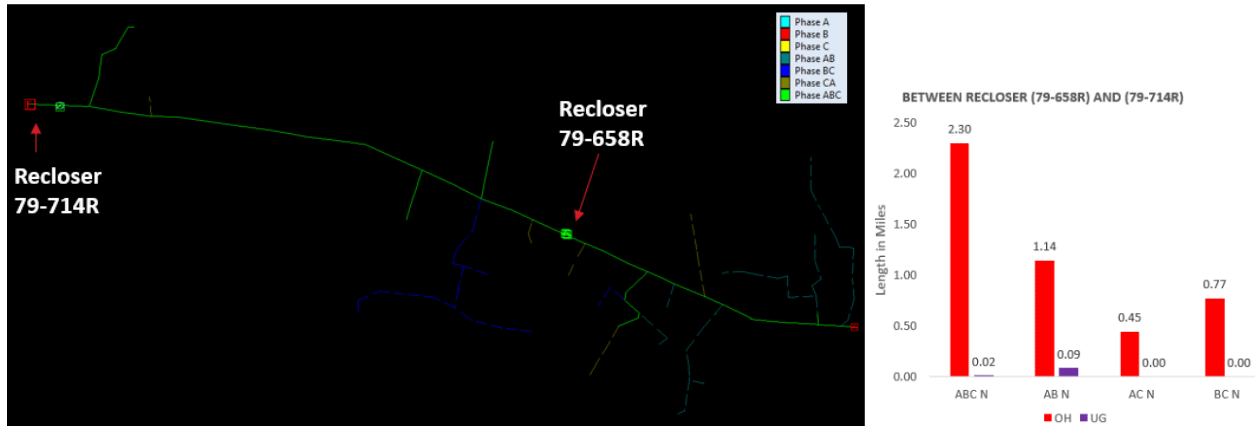 Phase A
Phase B
Phase C
Phase AB
Phase BC
Phase CA
Phase ABC
Recloser
79-658R
Recloser
79-714R
BETWEEN RECLOSER (79-658R) AND (79-714R)
Length in Miles
2.50
2.00
1.50
1.00
0.50
0.00
2.30
0.02
1.14
0.09
0.45
0.00
0.77
0.00
ABC N
AB N
AC N
BC N
OH
UG